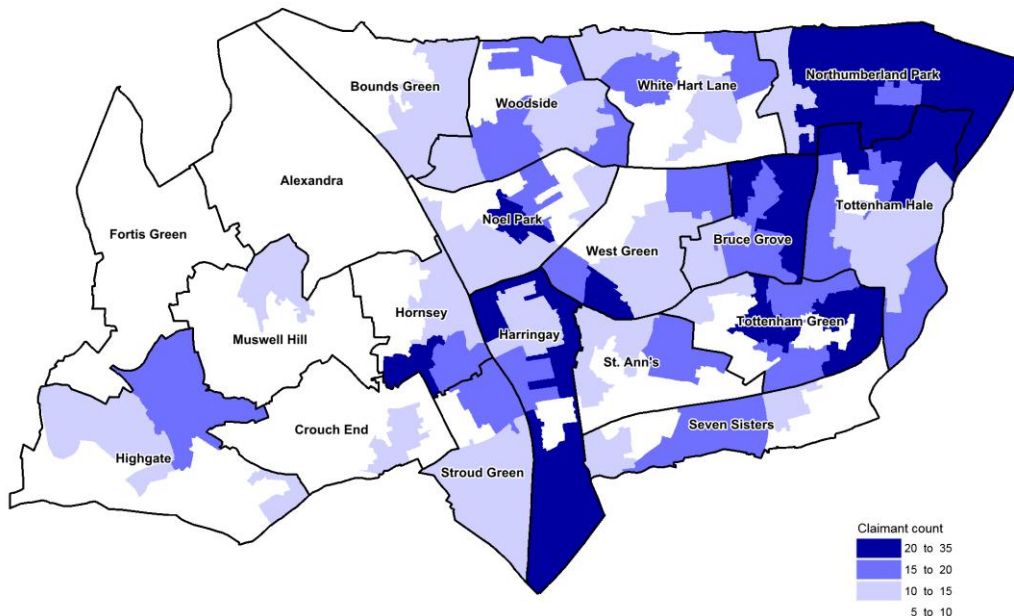 Northumberland Park
Bounds Green
White Hart Lane
Woodside
Alexandra
Tottenham Hale
Noel Park
Fortis Green
West Green
Bruce Grove
Hornsey
Tottenham Green
Harringay
Muswell Hill
St. Ann's
Seven Sisters
Crouch End
Highgate
Stroud Green
Claimant count
20 to 35
15 to 20
10 to 15
5 to 10